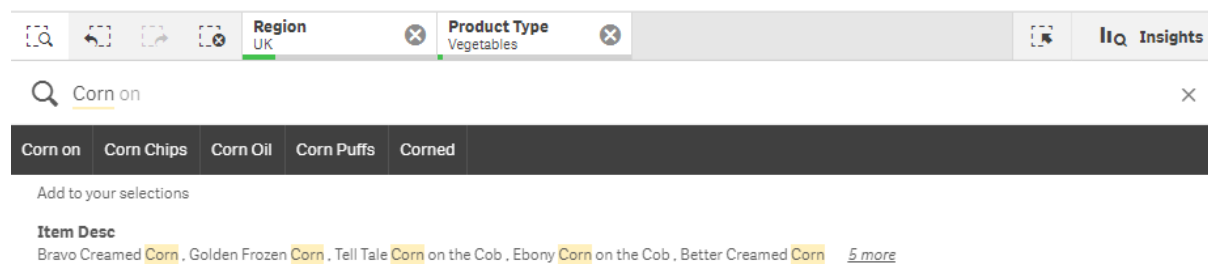 Region
UK
Product Type
Vegetables
Insights
Corn on
Corn on Corn Chips Corn Oil Corn Puffs Corned
Add to your selections
Item Desc
Bravo Creamed Corn , Golden Frozen Corn , Tell Tale Corn on the Cob , Ebony Corn on the Cob , Better Creamed Corn 5 more